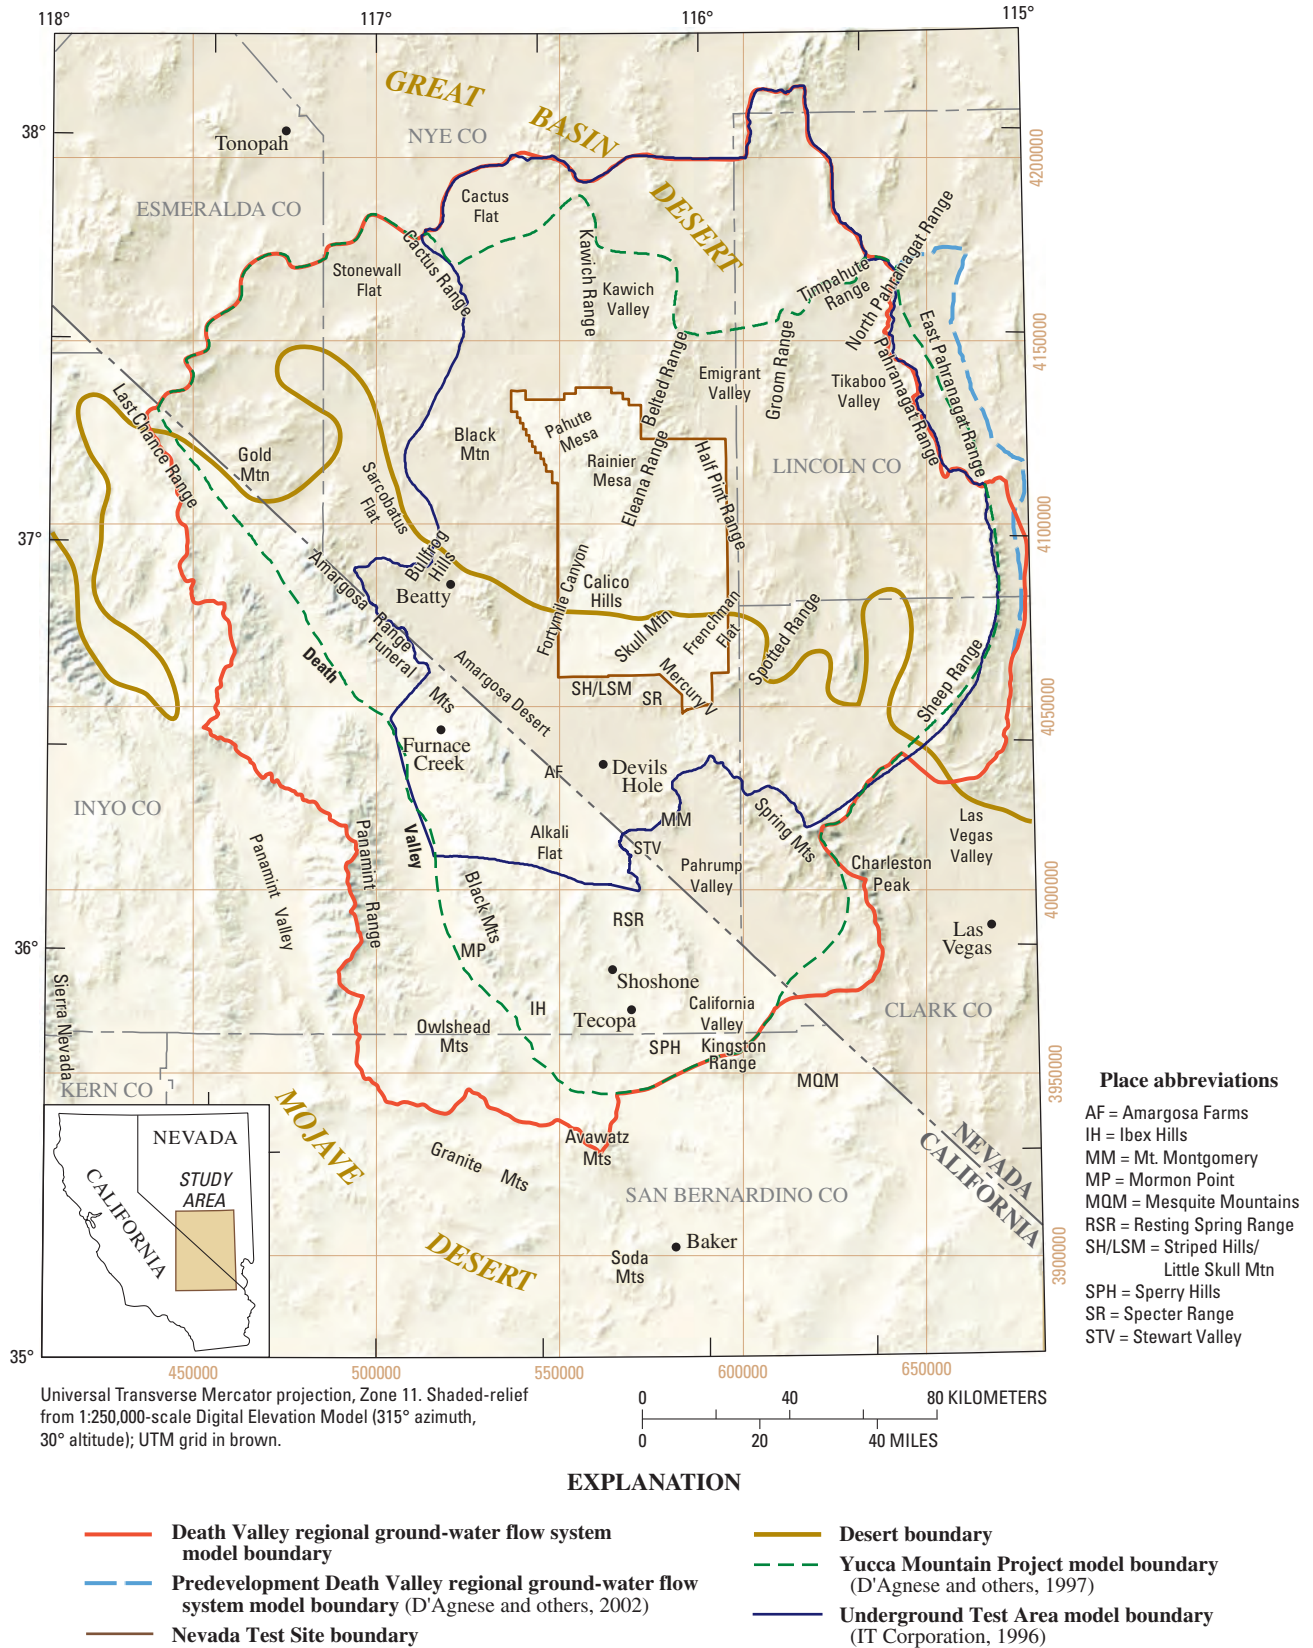 118°
117°
116°
115°
GREAT
BASIN
DESERT
NYE CO
38°
Tonopah
4200000
ESMERALDA CO
Cactus
Flat
Cactus Range
Stonewall
Flat
Kawich Range
Kawich
Valley
Timpahute
Range
North Pahranagat Range
East Pahranagat Range
Pahranagat Range
4150000
Belted Range
Emigrant
Valley
Groom Range
Tikaboo
Valley
Last Chance Range
Gold
Mtn
Black
Mtn
Pahute
Mesa
Rainier
Mesa
Eleana Range
Half Pint Range
LINCOLN CO
Sarcobatus
Flat
4100000
37°
Bullfrog
Hills
Amargosa Range
Beatty
Fortymile Canyon
Calico
Hills
Skull Mtn
Frenchman
Flat
Spotted Range
Funeral Mts
Death
Valley
Amargosa Desert
SH/LSM
SR
Mercury V
Sheep Range
4050000
Furnace
Creek
AF
Devils
Hole
INYO CO
MM
Spring Mts
Las
Vegas
Valley
Panamint Valley
Panamint Range
Alkali
Flat
STV
Pahrump
Valley
Charleston
Peak
4000000
Black Mts
RSR
Las
Vegas
36°
MP
Shoshone
Sierra Nevada
IH
Tecopa
California
Valley
CLARK CO
Owlshead
Mts
SPH
Kingston
Range
KERN CO
MQM
3950000
MOJAVE
DESERT
Avawatz
Mts
Granite Mts
NEVADA
CALIFORNIA
SAN BERNARDINO CO
Baker
Soda
Mts
3900000
NEVADA
STUDY
AREA
CALIFORNIA
35°
450000
500000
550000
600000
650000
Place abbreviations
AF = Amargosa Farms
IH = Ibex Hills
MM = Mt. Montgomery
MP = Mormon Point
MQM = Mesquite Mountains
RSR = Resting Spring Range
SH/LSM = Striped Hills/
Little Skull Mtn
SPH = Sperry Hills
SR = Specter Range
STV = Stewart Valley
Universal Transverse Mercator projection, Zone 11. Shaded-relief
from 1:250,000-scale Digital Elevation Model (315° azimuth,
30° altitude); UTM grid in brown.
0 40 80 KILOMETERS
0 20 40 MILES
EXPLANATION
Death Valley regional ground-water flow system
model boundary
Predevelopment Death Valley regional ground-water flow
system model boundary (D'Agnese and others, 2002)
Nevada Test Site boundary
Desert boundary
Yucca Mountain Project model boundary
(D'Agnese and others, 1997)
Underground Test Area model boundary
(IT Corporation, 1996)